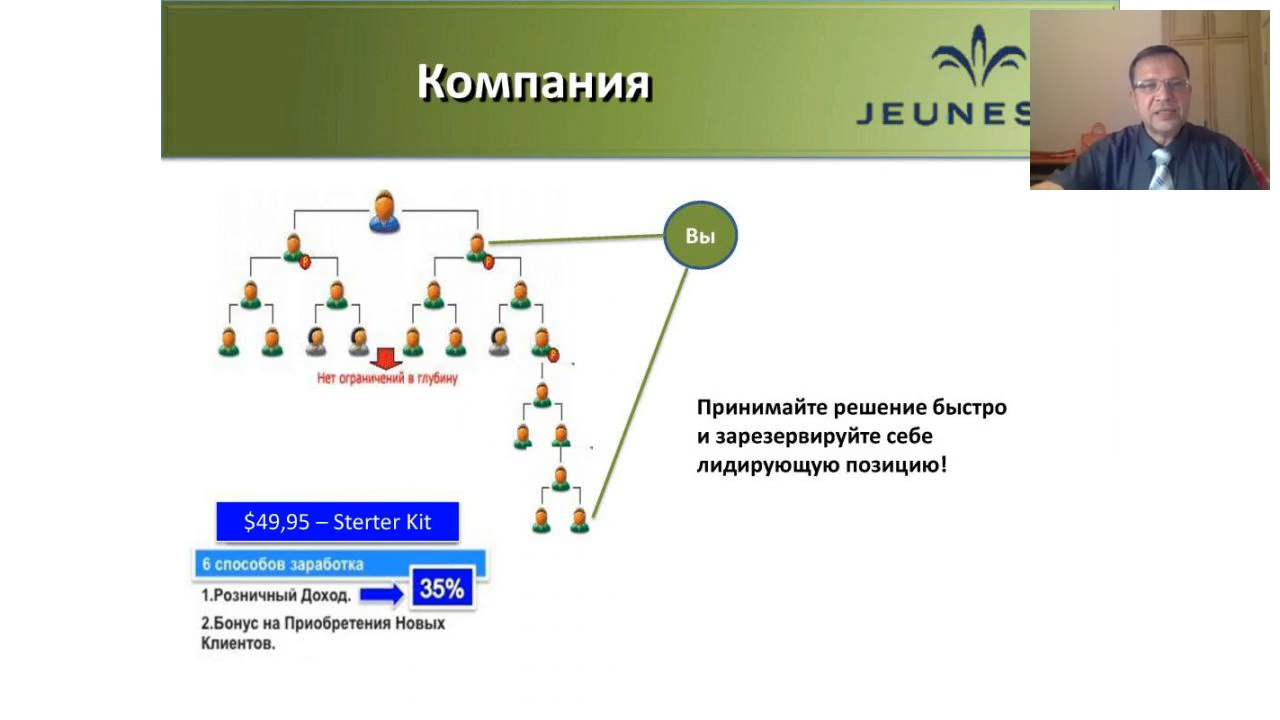 Компания
JEUNES
Вы
Нет ограничений в глубину
Принимайте решение быстро
и зарезервируйте себе
лидирующую позицию!
$49,95 – Sterter Kit
6 способов заработка
1.Розничный Доход.
35%
2.Бонус на Приобретения Новых
Клиентов.
P
P
P